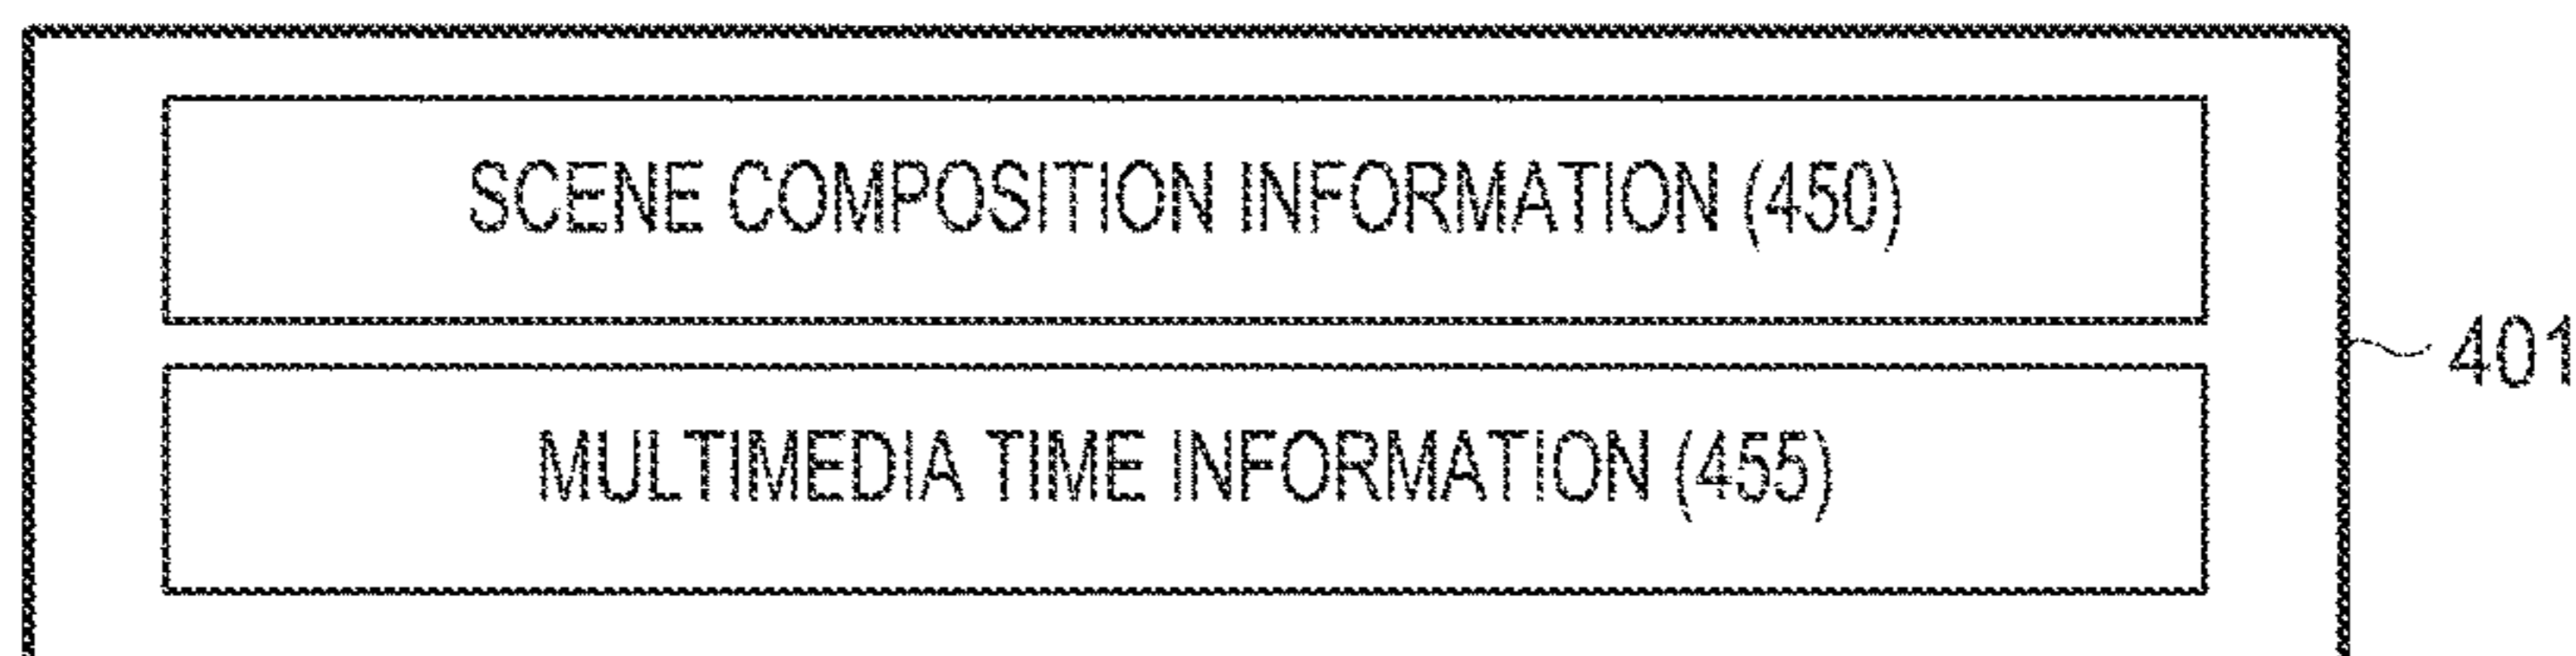 SCENE COMPOSITION INFORMATION (450)
401
MULTIMEDIA TIME INFORMATION (455)